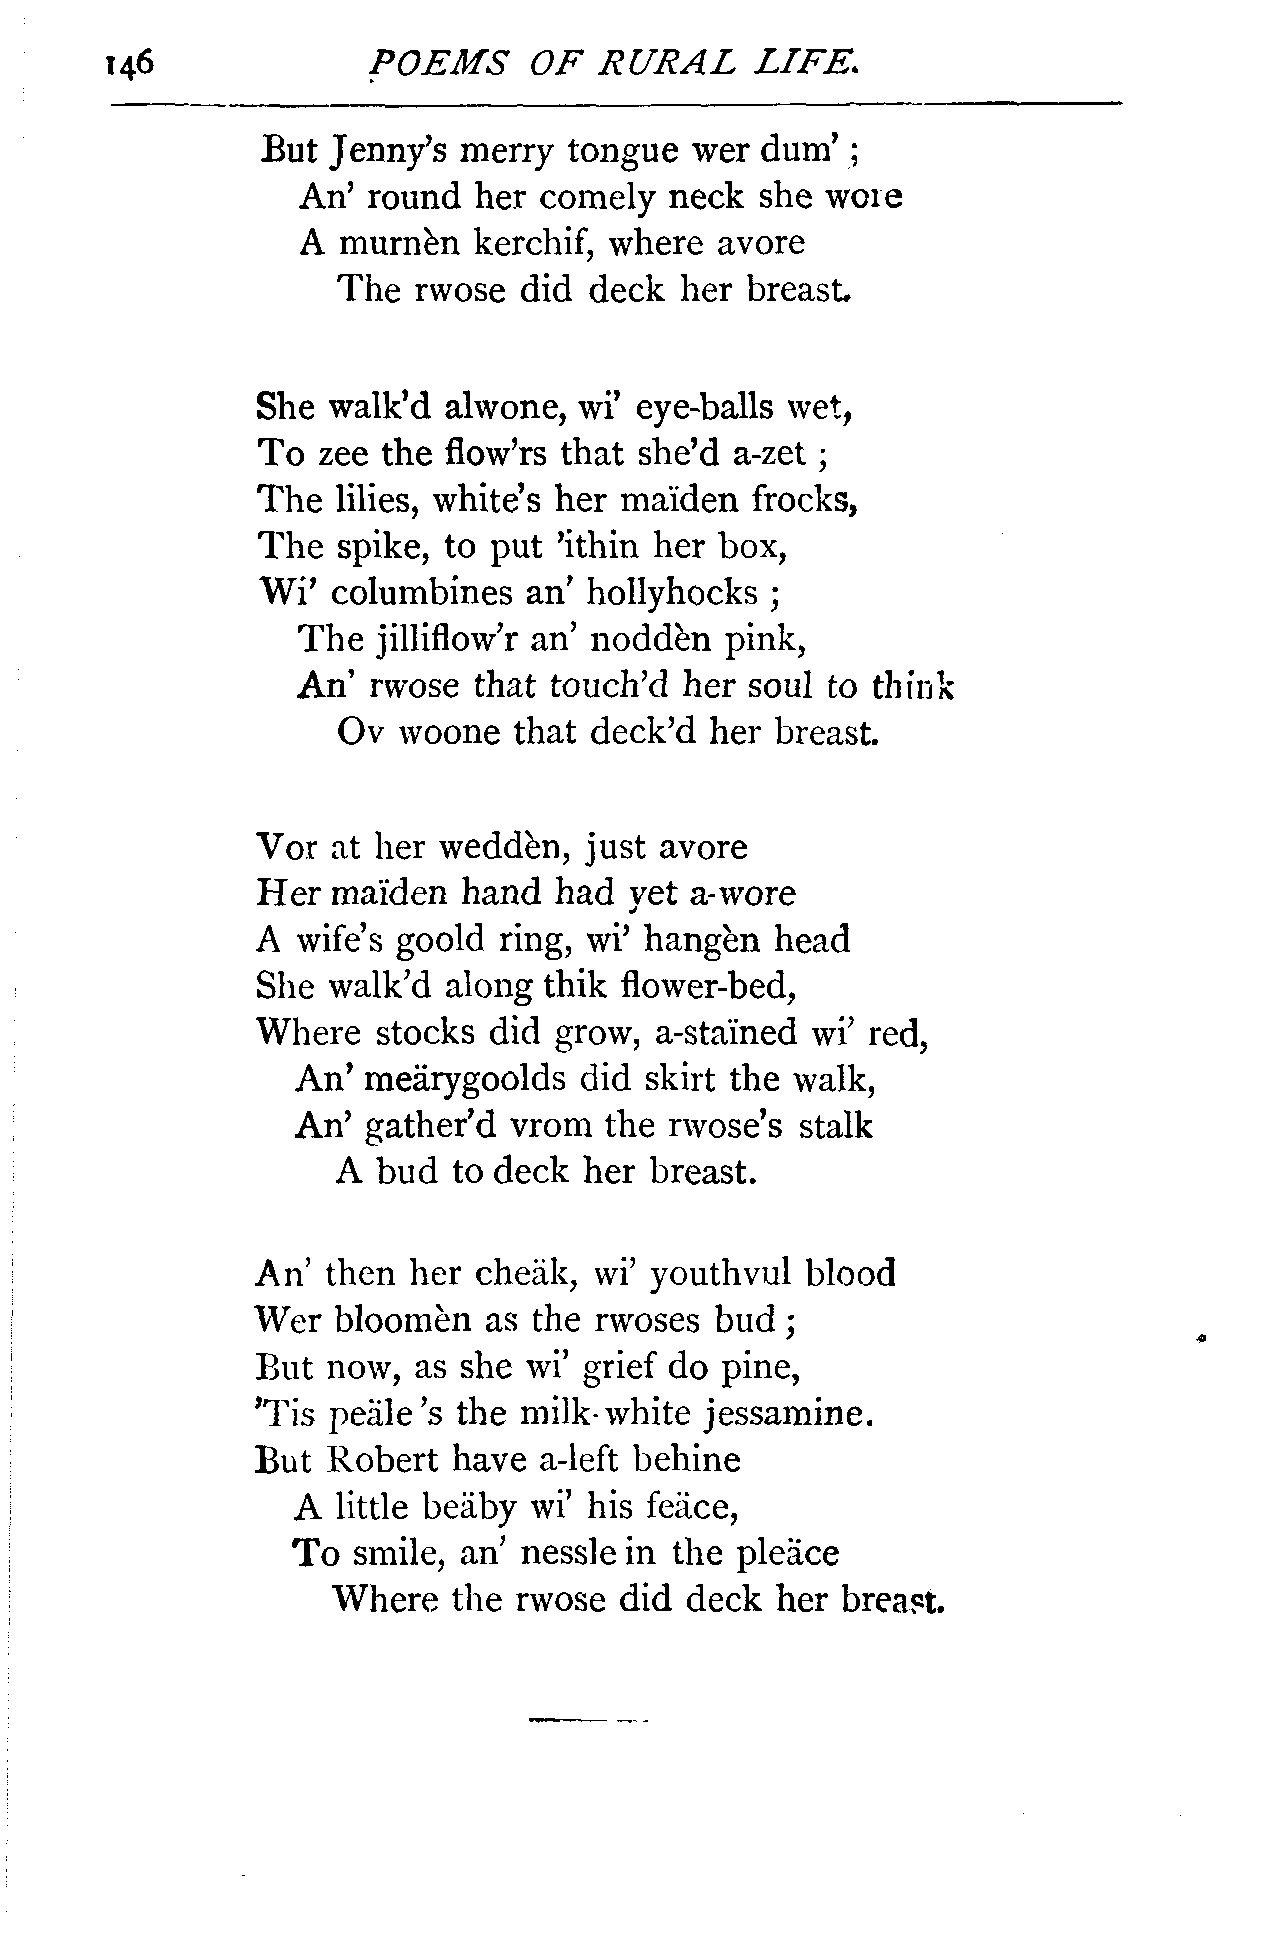 146 POEMS OF RURAL LIFE.
But Jenny's merry tongue wer dum' ;
An' round her comely neck she wore
A murnèn kerchif, where avore
The rwose did deck her breast.
She walk'd alwone, wi' eye-balls wet,
To zee the flow'rs that she'd a-zet ;
The lilies, white's her maïden frocks,
The spike, to put 'ithin her box,
Wi' columbines an' hollyhocks ;
The jilliflow'r an' noddèn pink,
An' rwose that touch'd her soul to think
Ov woone that deck'd her breast.
Vor at her weddèn, just avore
Her maïden hand had yet a-wore
A wife's goold ring, wi' hangèn head
She walk'd along thik flower-bed,
Where stocks did grow, a-staïned wi' red,
An' meärygoolds did skirt the walk,
An' gather'd vrom the rwose's stalk
A bud to deck her breast.
An' then her cheäk, wi' youthvul blood
Wer bloomèn as the rwoses bud ;
But now, as she wi' grief do pine,
'Tis peäle 's the milk-white jessamine.
But Robert have a-left behine
A little beäby wi' his feäce,
To smile, an' nessle in the pleäce
Where the rwose did deck her breast.